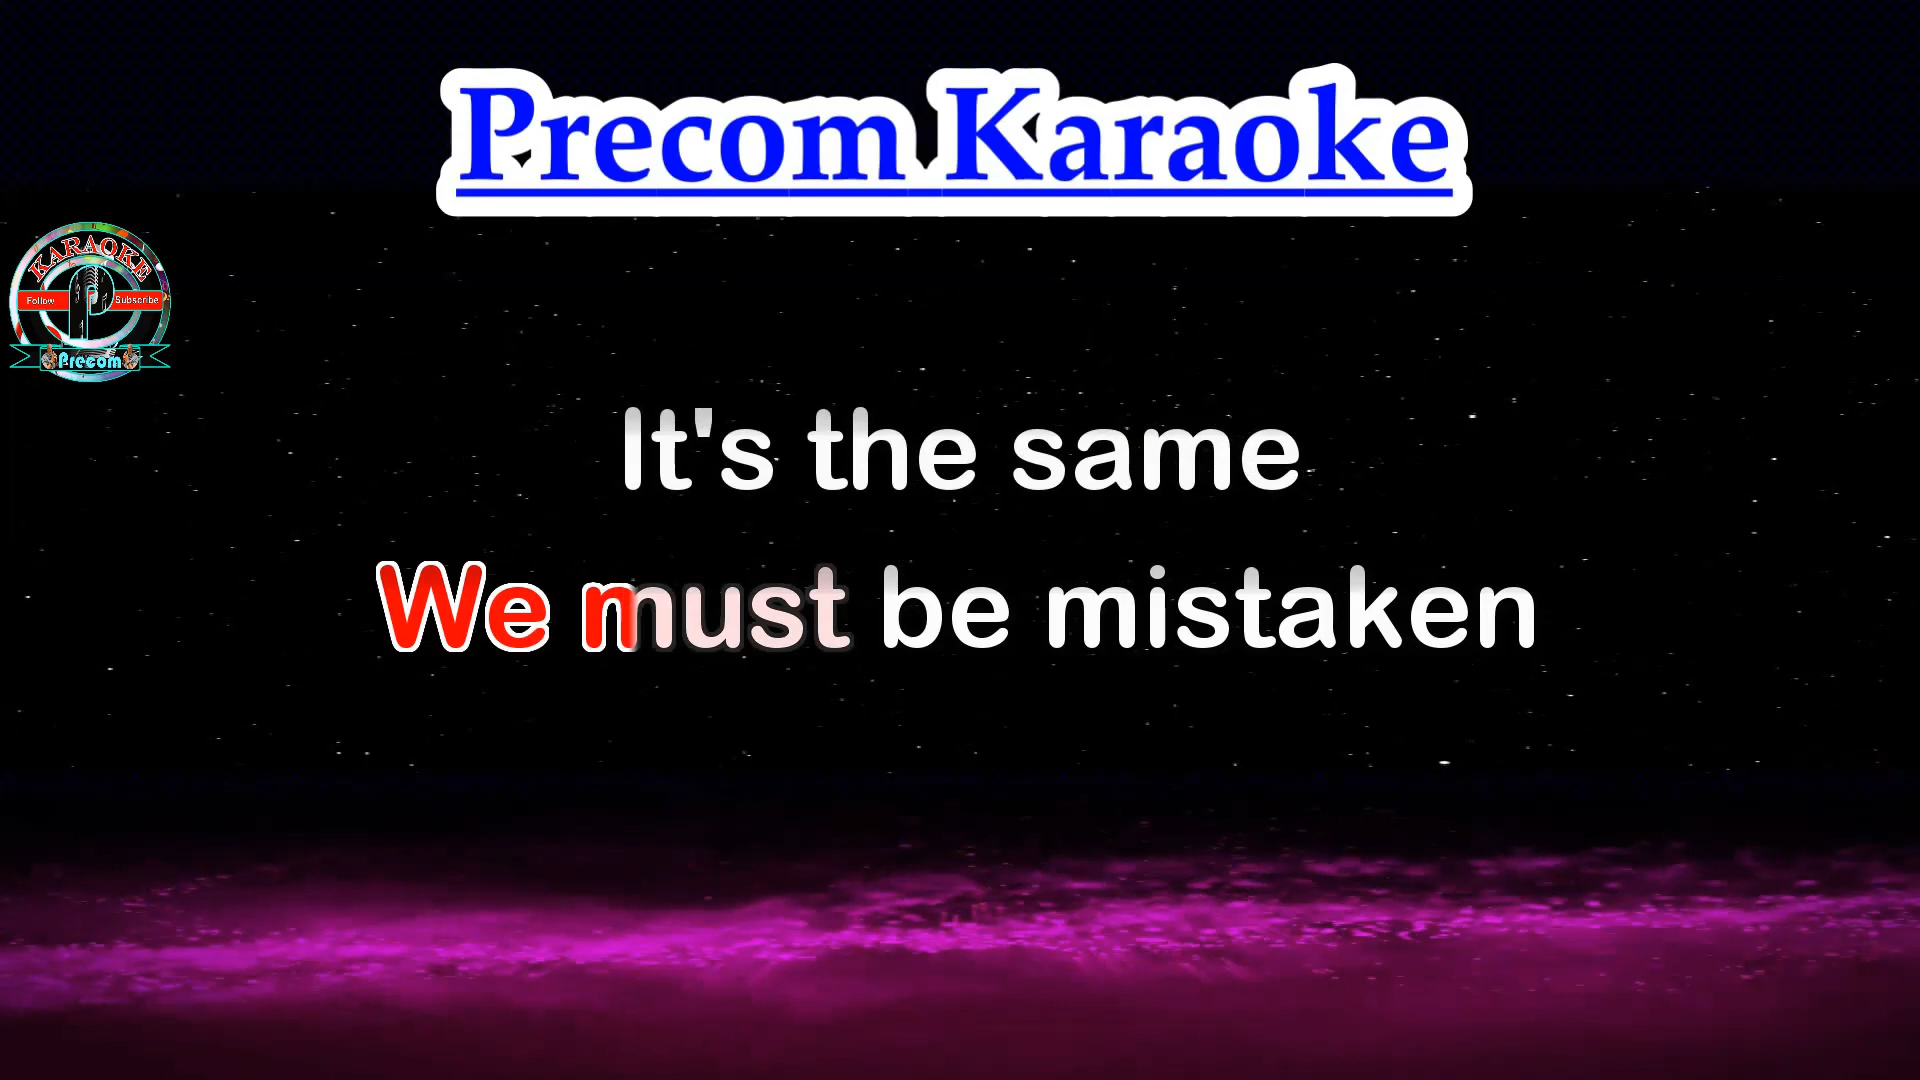 Precom Karaoke
KARAOKE
Follow
Subscribe
Precom
It's the same
We must be mistaken